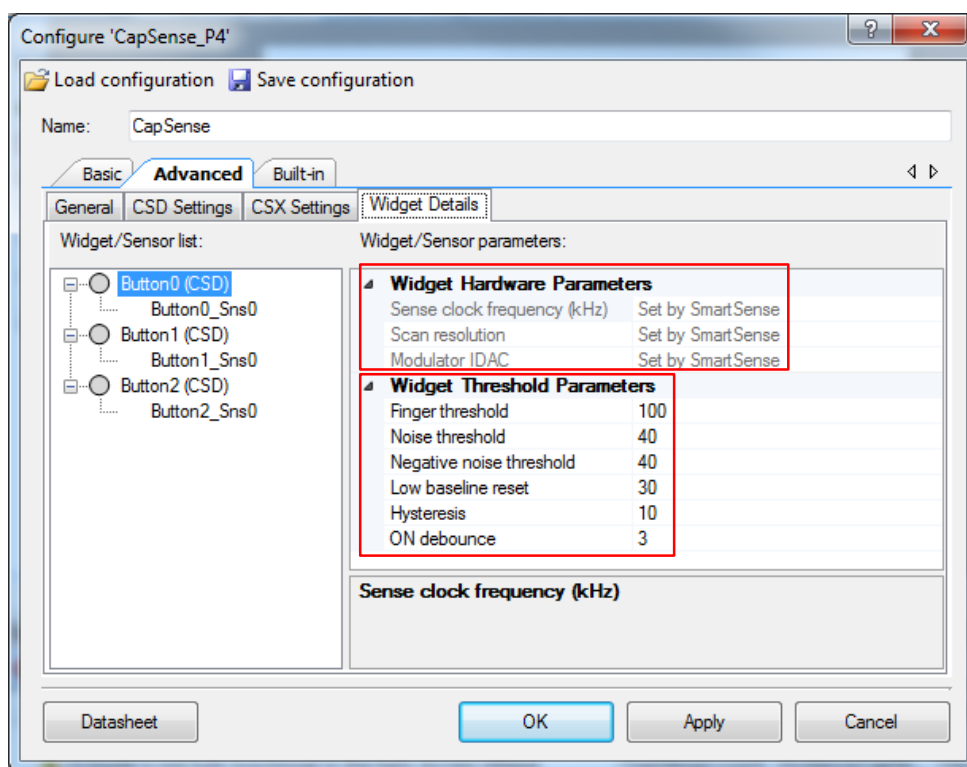 Configure 'CapSense_P4'
Load configuration Save configuration
Name: CapSense
Basic Advanced Built-in
General CSD Settings CSX Settings Widget Details
Widget/Sensor list: Widget/Sensor parameters:
Button0 (CSD)
Button0_Sns0
Button1 (CSD)
Button1_Sns0
Button2 (CSD)
Button2_Sns0
Widget Hardware Parameters
Sense clock frequency (kHz) Set by SmartSense
Scan resolution Set by SmartSense
Modulator IDAC Set by SmartSense
Widget Threshold Parameters
Finger threshold 100
Noise threshold 40
Negative noise threshold 40
Low baseline reset 30
Hysteresis 10
ON debounce 3
Sense clock frequency (kHz)
Datasheet OK Apply Cancel